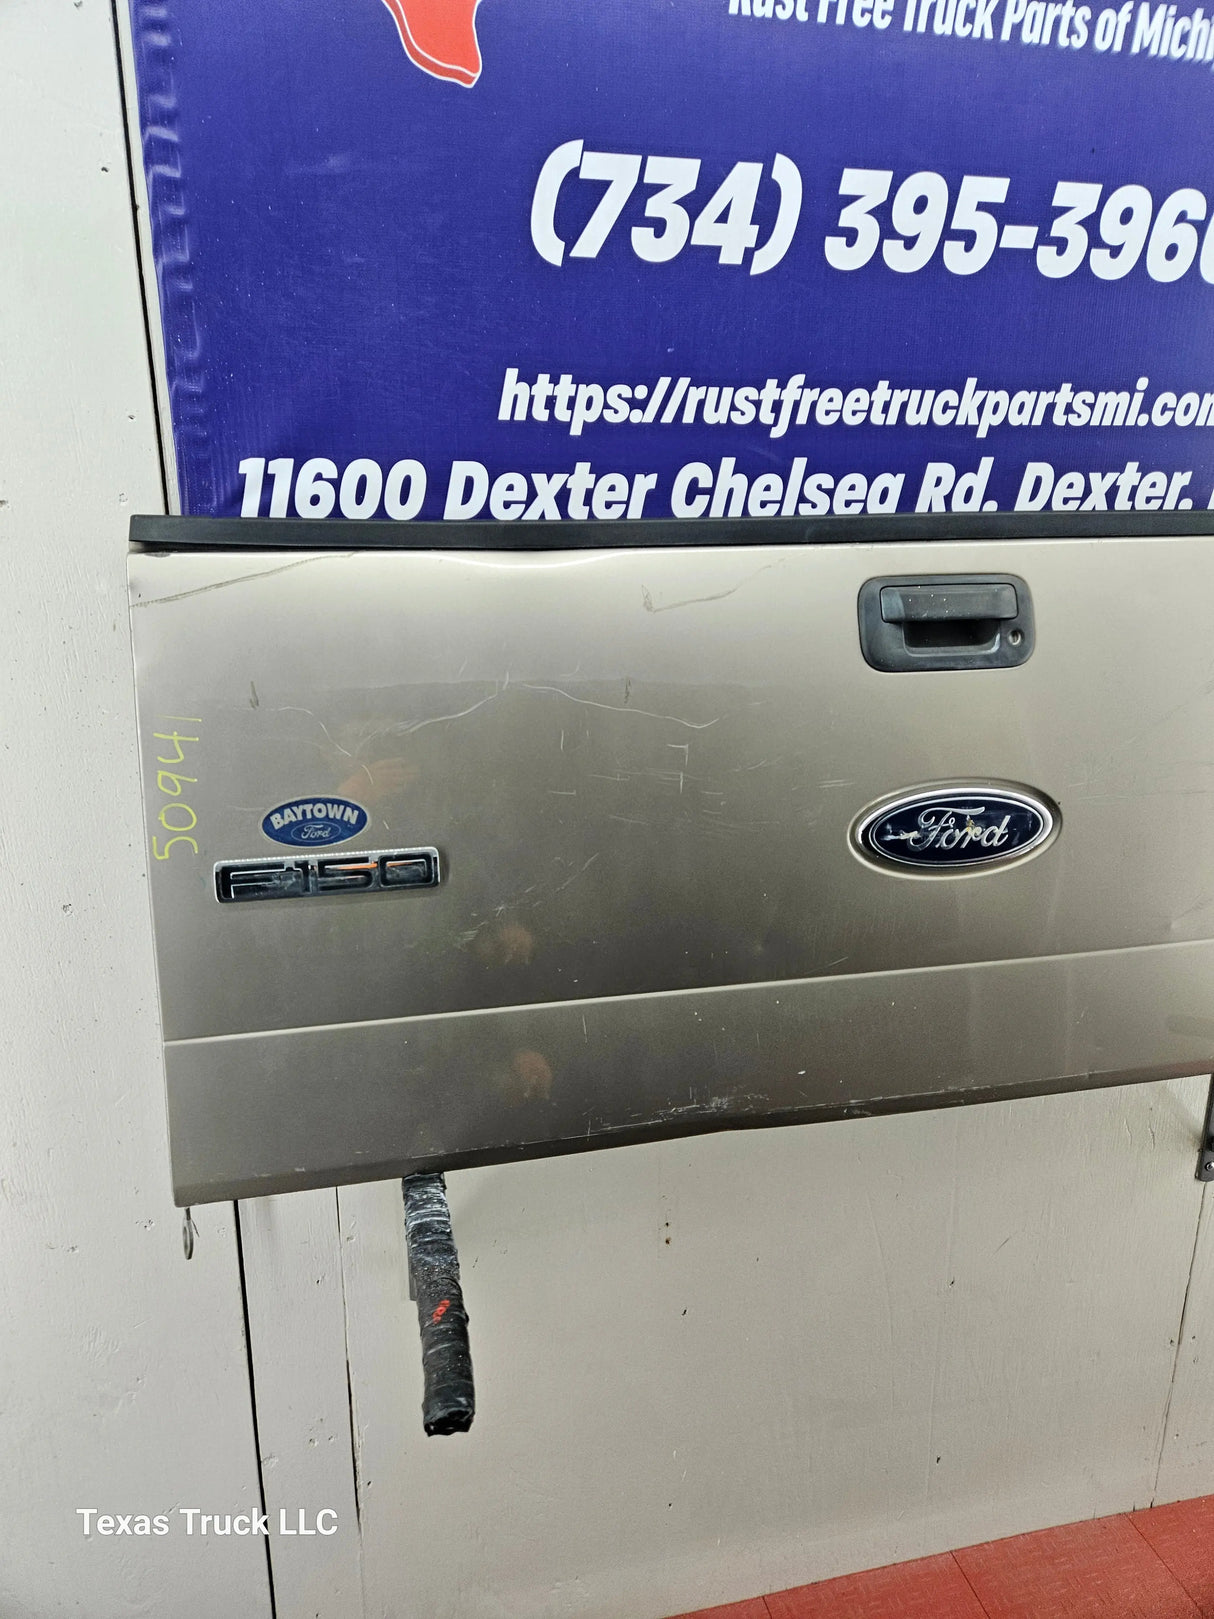 Rust Free Truck Parts of Michi
(734) 395-396
https://rustfreetruckpartsmi.com
11600 Dexter Chelsea Rd. Dexter.
50941
BAYTOWN
Ford
F150
Ford
Texas Truck LLC